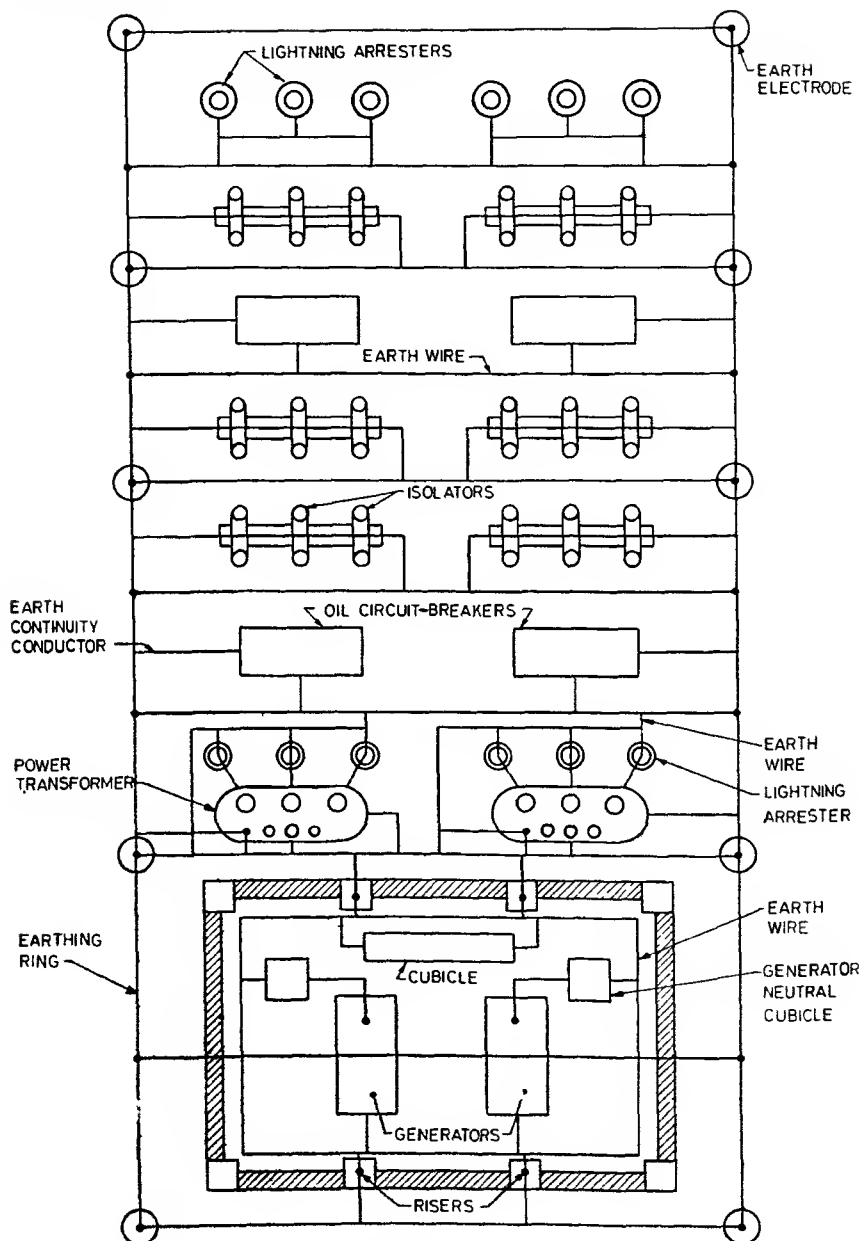 LIGHTNING ARRESTERS
EARTH
ELECTRODE
EARTH WIRE
ISOLATORS
EARTH
CONTINUITY
CONDUCTOR
OIL CIRCUIT-BREAKERS
POWER
TRANSFORMER
EARTH
WIRE
LIGHTNING
ARRESTER
EARTHING
RING
CUBICLE
EARTH
WIRE
GENERATOR
NEUTRAL
CUBICLE
GENERATORS
RISERS